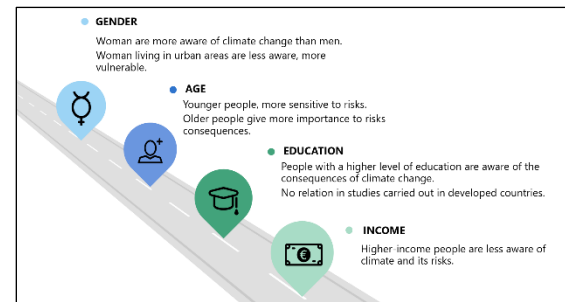 GENDER
Woman are more aware of climate change than men.
Woman living in urban areas are less aware, more
vulnerable.
AGE
Younger people, more sensitive to risks.
Older people give more importance to risks
consequences.
EDUCATION
People with a higher level of education are aware of the
consequences of climate change.
No relation in studies carried out in developed countries.
INCOME
Higher-income people are less aware of
climate and its risks.